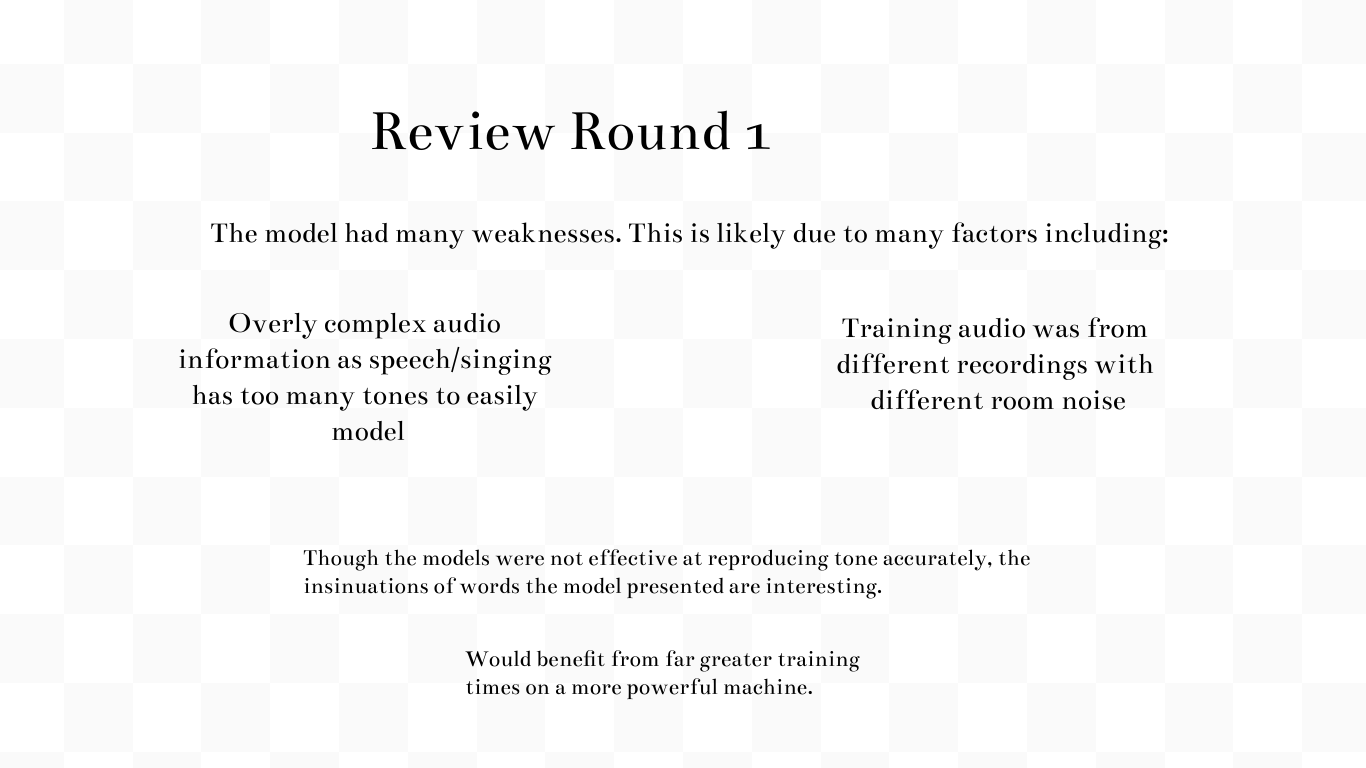 Review Round 1
The model had many weaknesses. This is likely due to many factors including:
Overly complex audio
information as speech/singing
has too many tones to easily
model
Training audio was from
different recordings with
different room noise
Though the models were not effective at reproducing tone accurately, the
insinuations of words the model presented are interesting.
Would benefit from far greater training
times on a more powerful machine.